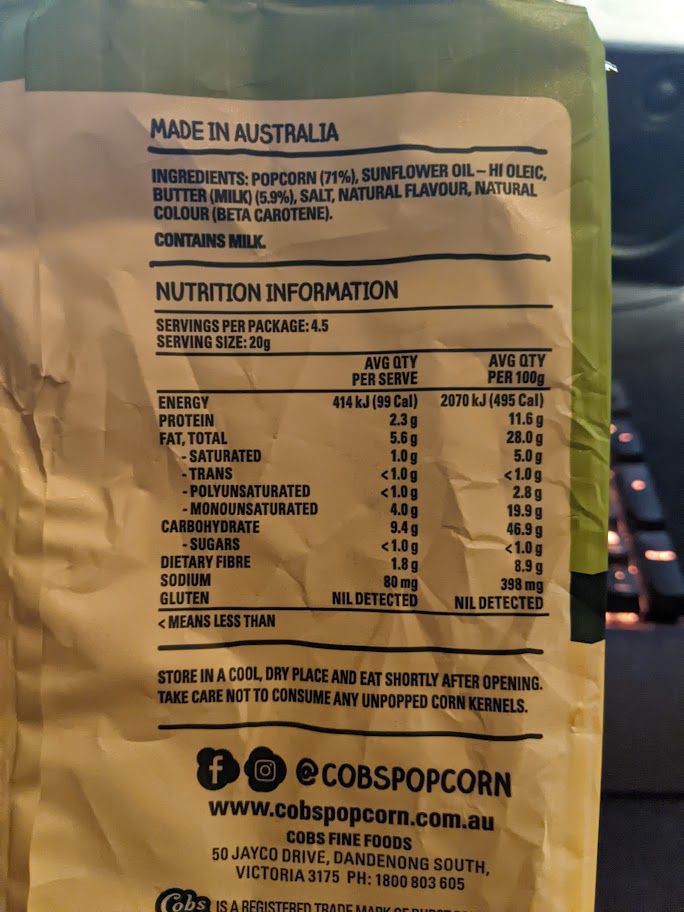 MADE IN AUSTRALIA
INGREDIENTS: POPCORN (71%), SUNFLOWER OIL – HI OLEIC,
BUTTER (MILK) (5.9%), SALT, NATURAL FLAVOUR, NATURAL
COLOUR (BETA CAROTENE).
CONTAINS MILK.
NUTRITION INFORMATION
SERVINGS PER PACKAGE: 4.5
SERVING SIZE: 20g
AVG QTY AVG QTY
PER SERVE PER 100g
ENERGY 414 kJ (99 Cal) 2070 kJ (495 Cal)
PROTEIN 2.3 g 11.6 g
FAT, TOTAL 5.6 g 28.0 g
- SATURATED 1.0 g 5.0 g
- TRANS <1.0 g <1.0 g
- POLYUNSATURATED <1.0 g 2.8 g
- MONOUNSATURATED 4.0 g 19.9 g
CARBOHYDRATE 9.4 g 46.9 g
- SUGARS <1.0 g <1.0 g
DIETARY FIBRE 1.8 g 8.9 g
SODIUM 80 mg 398 mg
GLUTEN NIL DETECTED NIL DETECTED
< MEANS LESS THAN
STORE IN A COOL, DRY PLACE AND EAT SHORTLY AFTER OPENING.
TAKE CARE NOT TO CONSUME ANY UNPOPPED CORN KERNELS.
f @COBSPOPCORN
www.cobspopcorn.com.au
COBS FINE FOODS
50 JAYCO DRIVE, DANDENONG SOUTH,
VICTORIA 3175 PH: 1800 803 605
Cobs IS A REGISTERED TRADE MARK OF